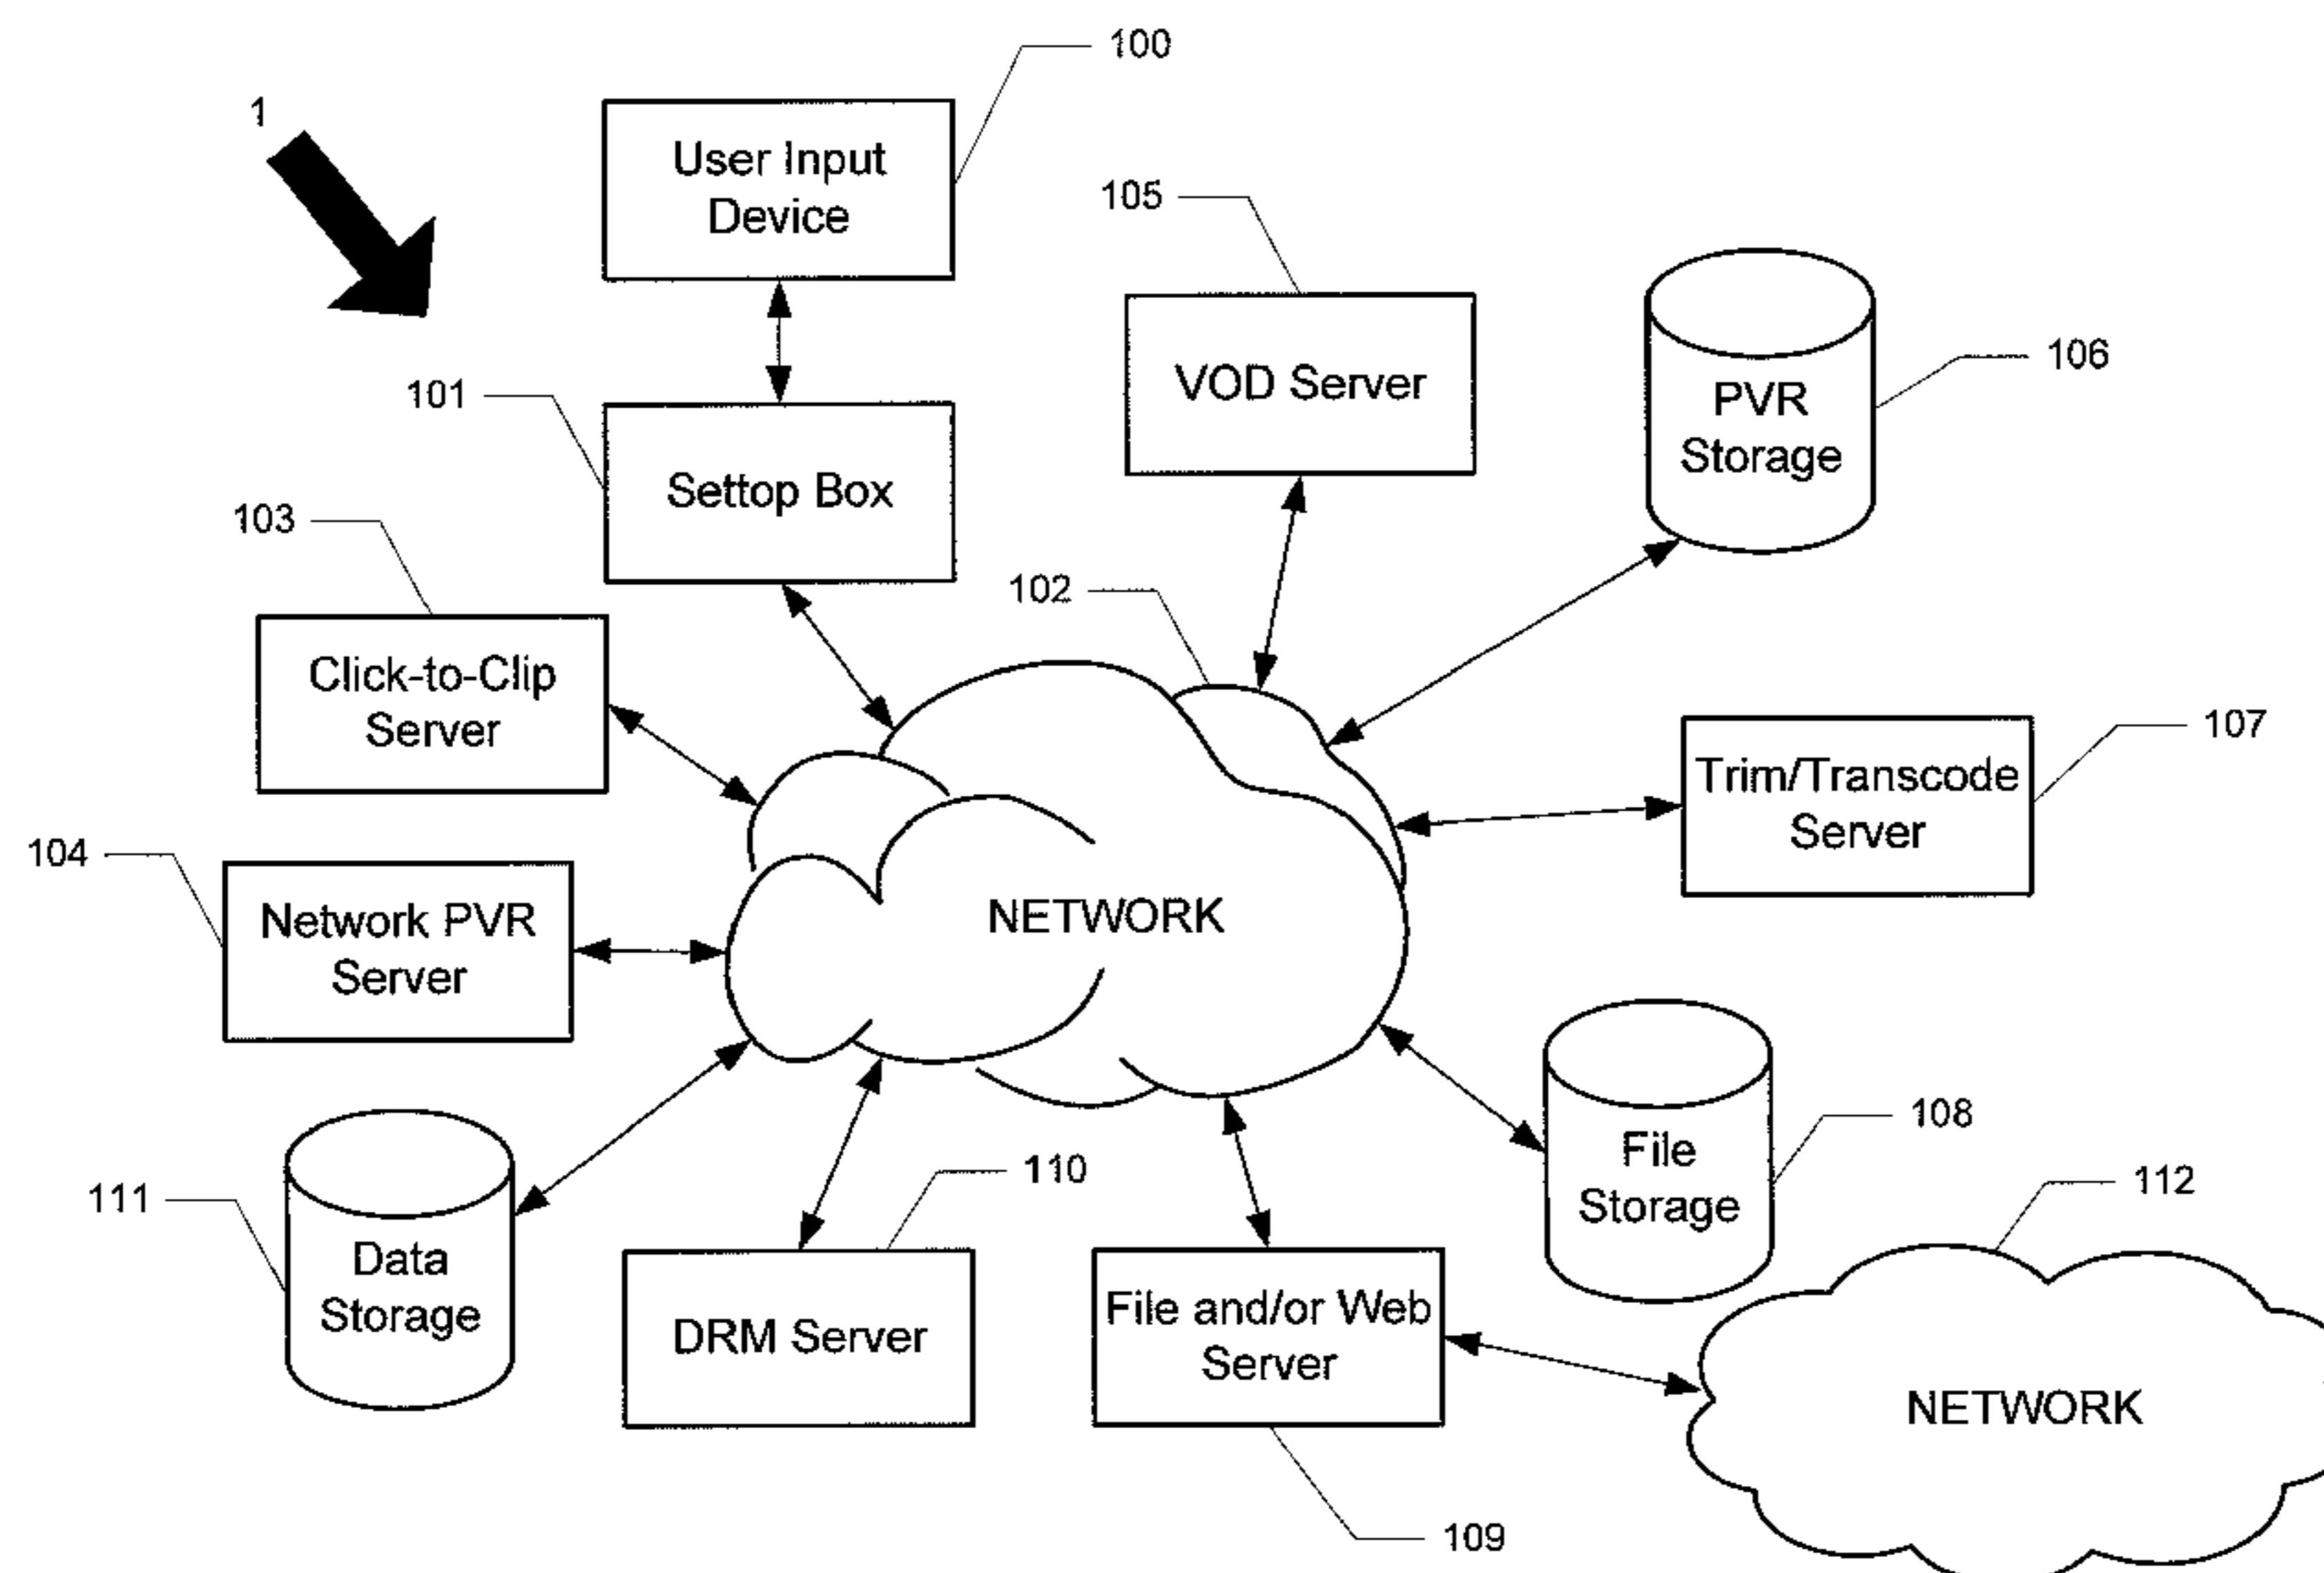 100
1
User Input
Device
105
106
101
VOD Server
PVR
Storage
Settop Box
103
102
Click-to-Clip
Server
107
Trim/Transcode
Server
104
Network PVR
Server
NETWORK
108
File
Storage
110
112
111
Data
Storage
DRM Server
File and/or Web
Server
NETWORK
109